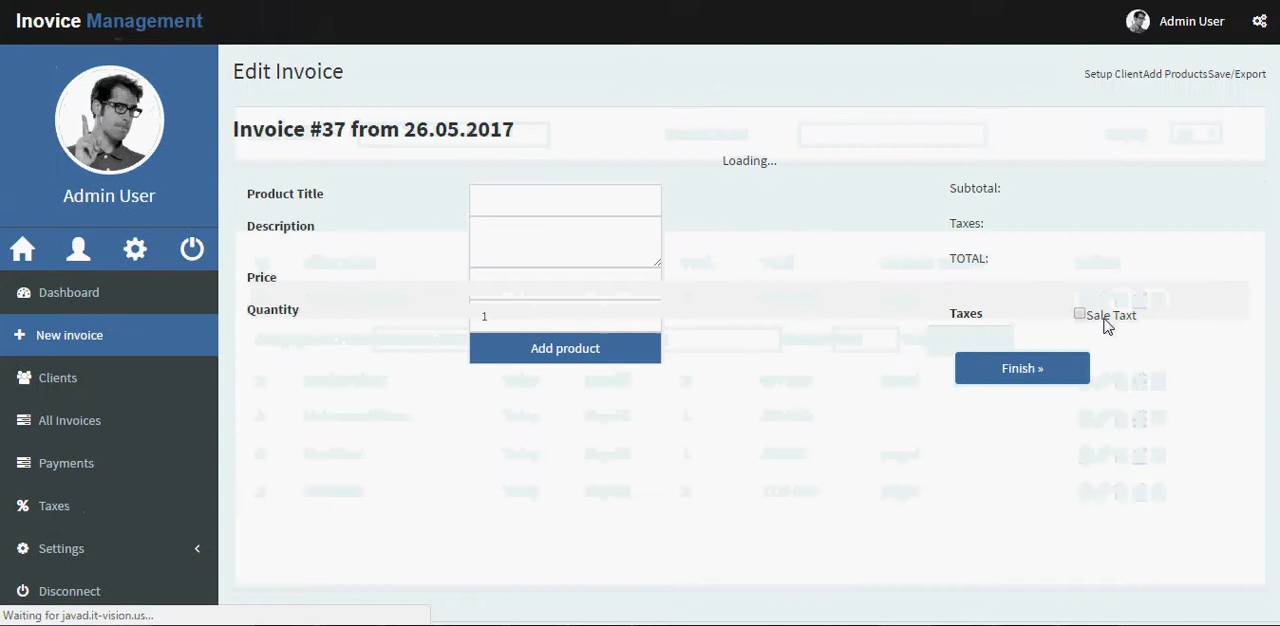 Inovice Management
Admin User
Admin User
Dashboard
New invoice
Clients
All Invoices
Payments
Taxes
Settings
Disconnect
Waiting for javad.it-vision.us...
Edit Invoice
Setup ClientAdd ProductsSave/Export
Invoice #37 from 26.05.2017
Loading...
Product Title
Description
Price
Quantity
1
Add product
Subtotal:
Taxes:
TOTAL:
Taxes
Sale Taxt
Finish »